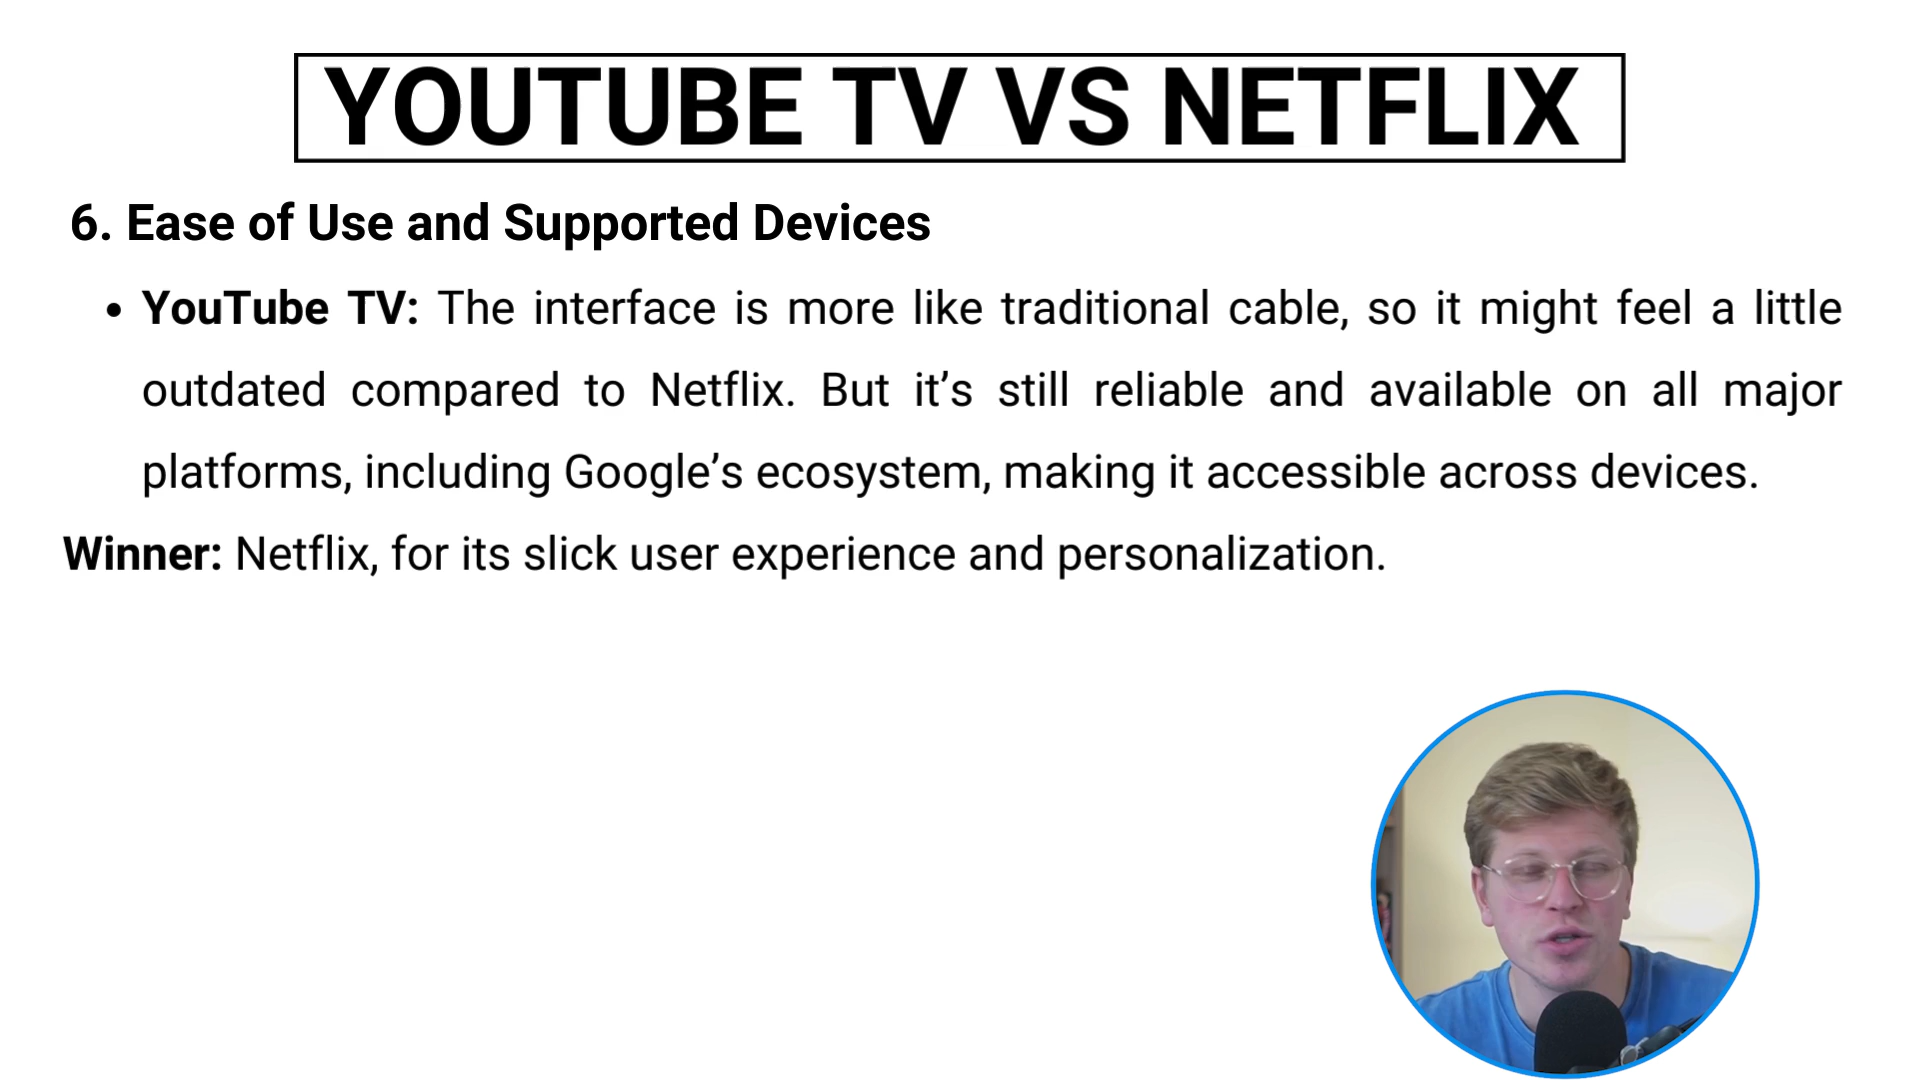 YOUTUBE TV VS NETFLIX
6. Ease of Use and Supported Devices
• YouTube TV: The interface is more like traditional cable, so it might feel a little
outdated compared to Netflix. But it’s still reliable and available on all major
platforms, including Google’s ecosystem, making it accessible across devices.
Winner: Netflix, for its slick user experience and personalization.